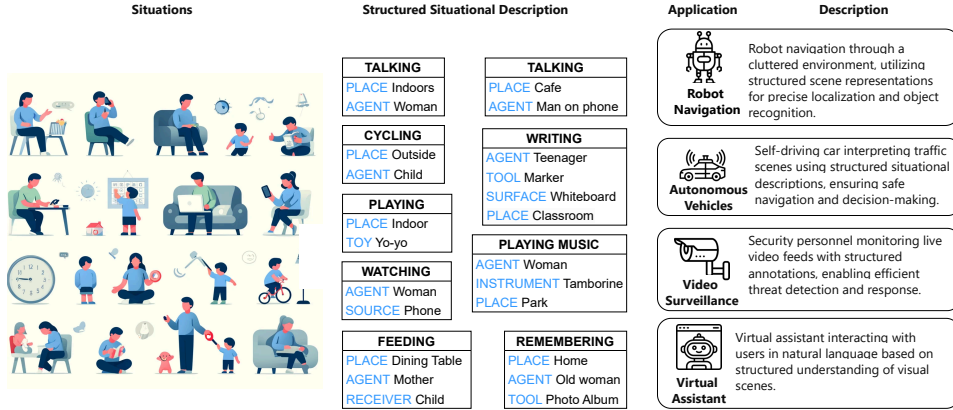 Situations
Structured Situational Description
Application
Description
TALKING
PLACE Indoors
AGENT Woman
CYCLING
PLACE Outside
AGENT Child
PLAYING
PLACE Indoor
TOY Yo-yo
WATCHING
AGENT Woman
SOURCE Phone
FEEDING
PLACE Dining Table
AGENT Mother
RECEIVER Child
TALKING
PLACE Cafe
AGENT Man on phone
WRITING
AGENT Teenager
TOOL Marker
SURFACE Whiteboard
PLACE Classroom
PLAYING MUSIC
AGENT Woman
INSTRUMENT Tamborine
PLACE Park
REMEMBERING
PLACE Home
AGENT Old woman
TOOL Photo Album
Robot
Navigation
Robot navigation through a
cluttered environment, utilizing
structured scene representations
for precise localization and object
recognition.
Autonomous
Vehicles
Self-driving car interpreting traffic
scenes using structured situational
descriptions, ensuring safe
navigation and decision-making.
Video
Surveillance
Security personnel monitoring live
video feeds with structured
annotations, enabling efficient
threat detection and response.
Virtual
Assistant
Virtual assistant interacting with
users in natural language based on
structured understanding of visual
scenes.